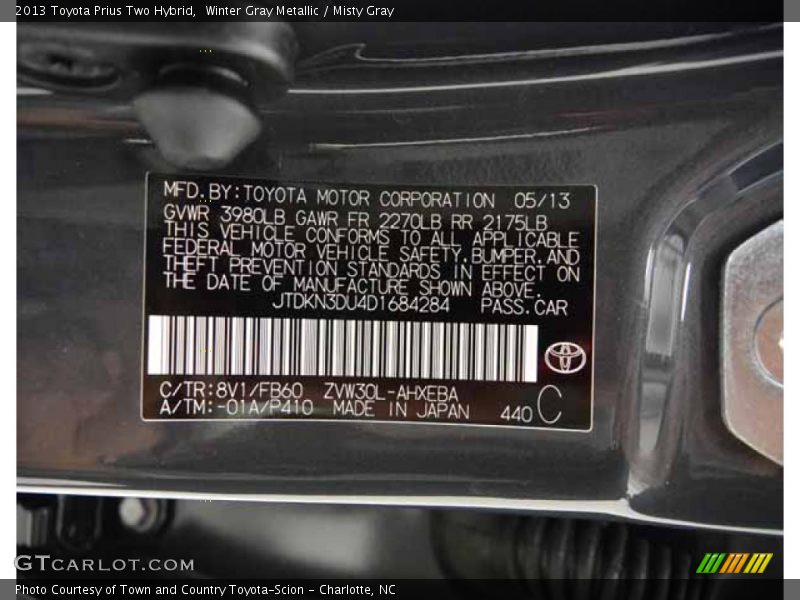 2013 Toyota Prius Two Hybrid,  Winter Gray Metallic / Misty Gray
MFD.BY:TOYOTA MOTOR CORPORATION 05/13
GVWR 3980LB GAWR FR 2270LB RR 2175LB
THIS VEHICLE CONFORMS TO ALL APPLICABLE
FEDERAL MOTOR VEHICLE SAFETY,BUMPER,AND
THEFT PREVENTION STANDARDS IN EFFECT ON
THE DATE OF MANUFACTURE SHOWN ABOVE.
JTDKN3DU4D1684284 PASS.CAR
C/TR:8V1/FB60 ZVW30L-AHXEBA
A/TM:-01A/P410 MADE IN JAPAN 440 C
GTCARLOT.COM
Photo Courtesy of Town and Country Toyota-Scion - Charlotte, NC